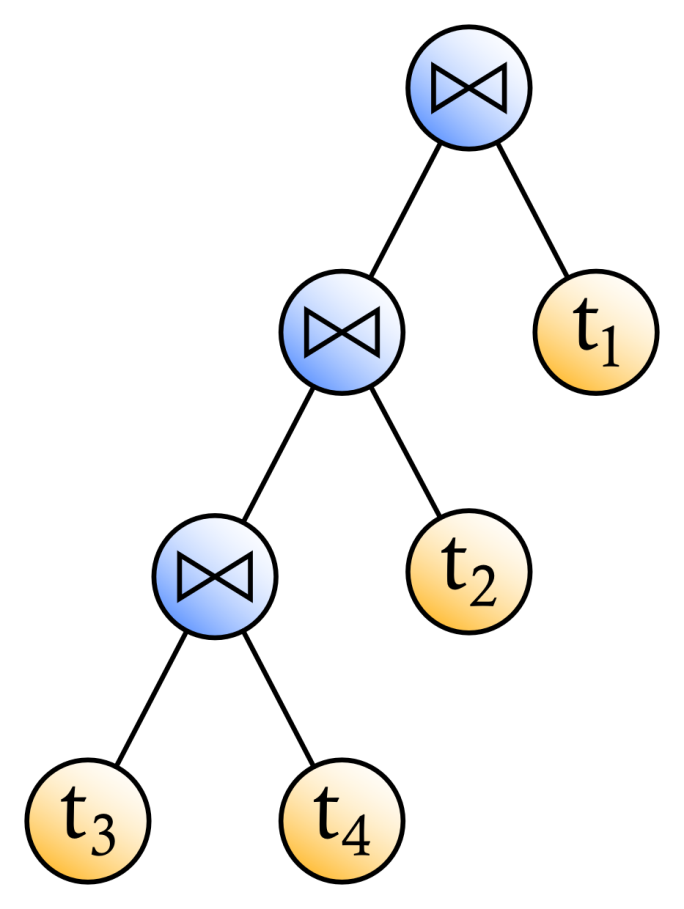 ⋈
⋈ t₁
⋈ t₂
t₃ t₄